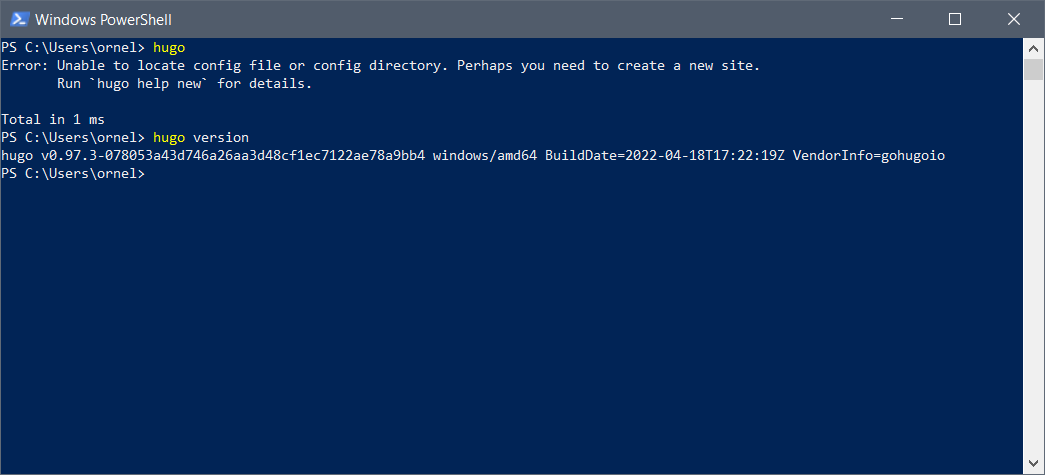 Windows PowerShell
PS C:\Users\ornel> hugo
Error: Unable to locate config file or config directory. Perhaps you need to create a new site.
       Run `hugo help new` for details.

Total in 1 ms
PS C:\Users\ornel> hugo version
hugo v0.97.3-078053a43d746a26aa3d48cf1ec7122ae78a9bb4 windows/amd64 BuildDate=2022-04-18T17:22:19Z VendorInfo=gohugoio
PS C:\Users\ornel>